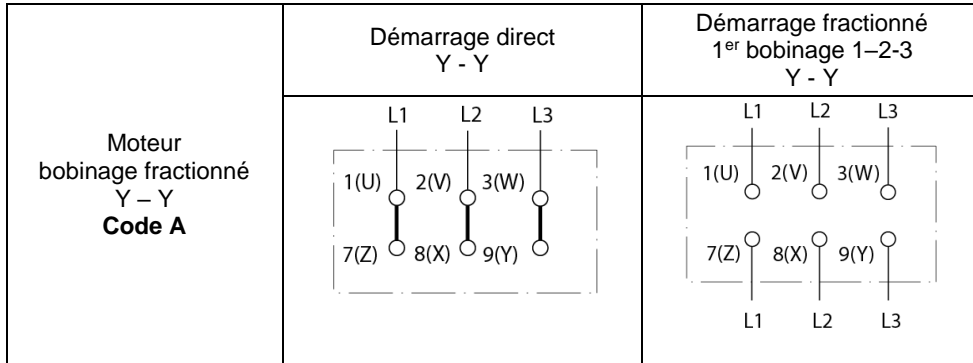 Moteur
bobinage fractionné
Y – Y
Code A
Démarrage direct
Y - Y
L1 L2 L3
1(U) 2(V) 3(W)
7(Z) 8(X) 9(Y)
Démarrage fractionné
1er bobinage 1–2-3
Y - Y
L1 L2 L3
1(U) 2(V) 3(W)
7(Z) 8(X) 9(Y)
L1 L2 L3